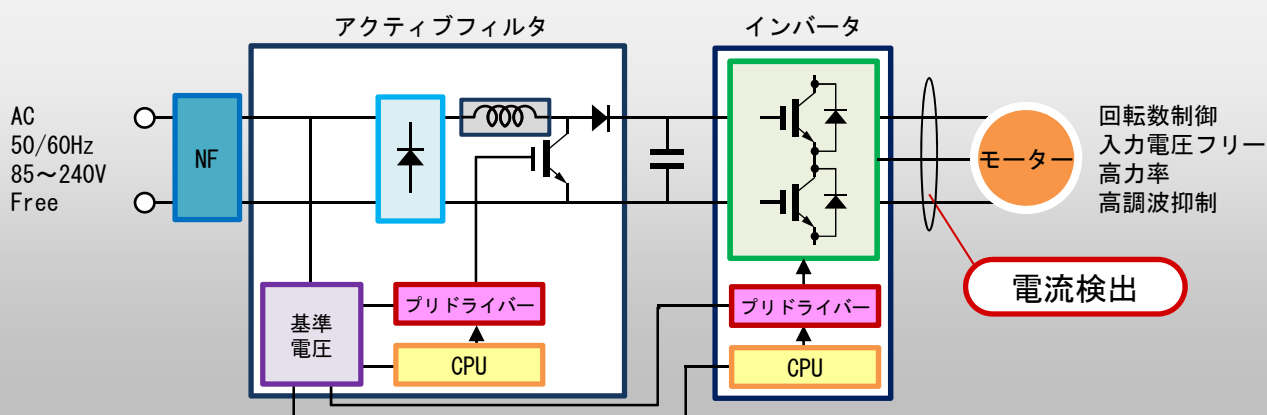 アクティブフィルタ
インバータ
AC
50/60Hz
85～240V
Free
NF
モーター
回転数制御
入力電圧フリー
高力率
高調波抑制
電流検出
基準
電圧
プリドライバー
CPU
プリドライバー
CPU